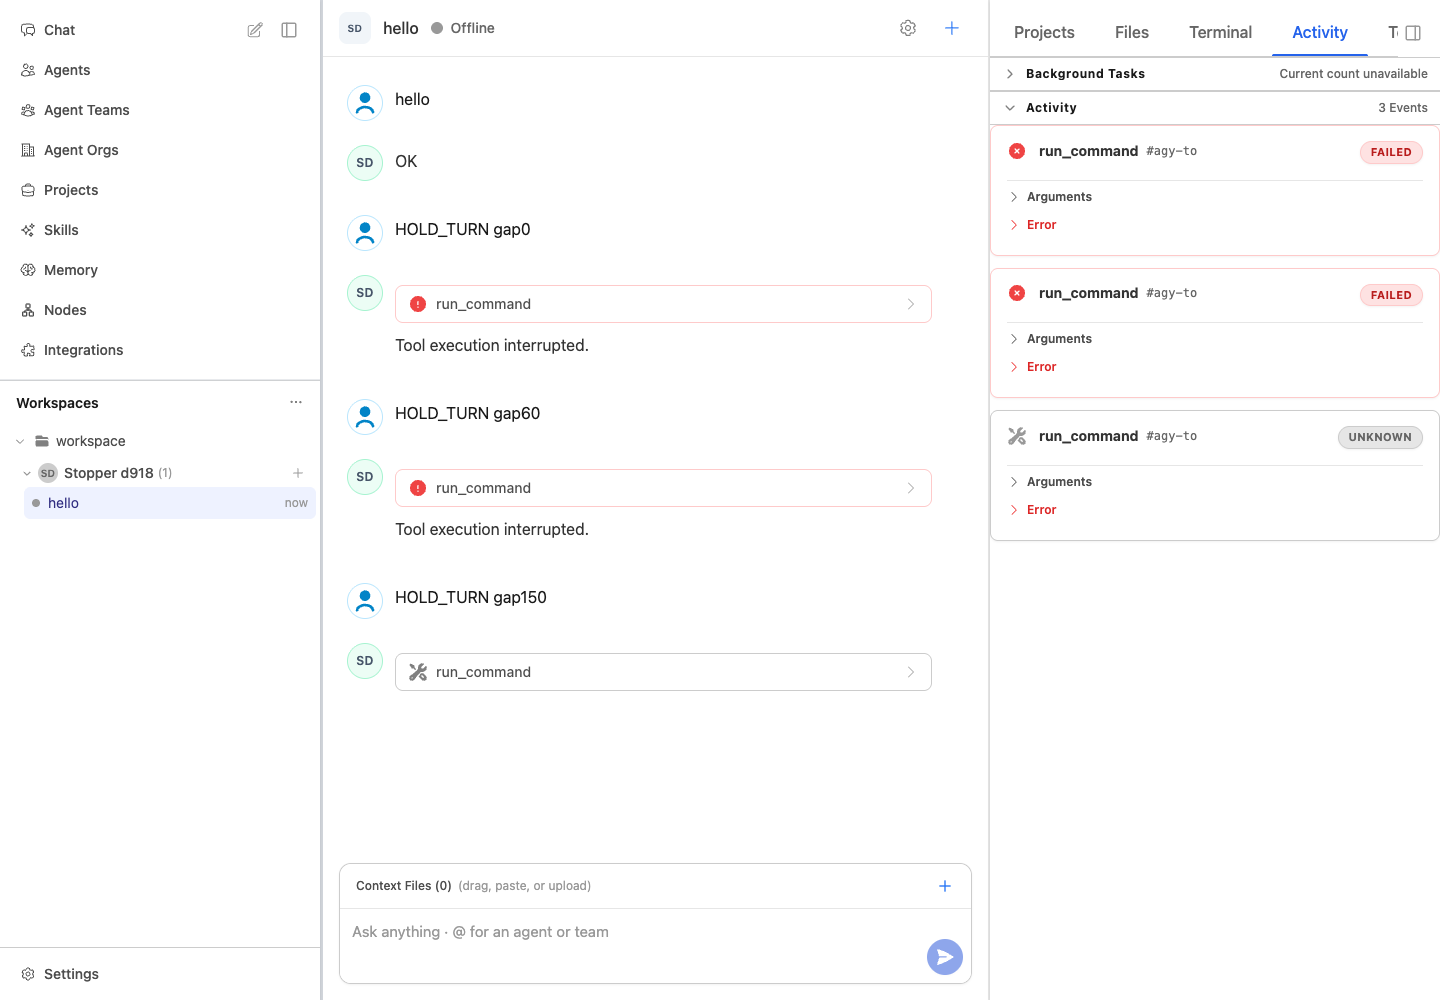 Chat
Agents
Agent Teams
Agent Orgs
Projects
Skills
Memory
Nodes
Integrations
Workspaces
workspace
SD Stopper d918 (1)
hello now
Settings
SD hello Offline
hello
SD OK
HOLD_TURN gap0
SD run_command
Tool execution interrupted.
HOLD_TURN gap60
SD run_command
Tool execution interrupted.
HOLD_TURN gap150
SD run_command
Context Files (0) (drag, paste, or upload)
Ask anything · @ for an agent or team
Projects Files Terminal Activity
Background Tasks Current count unavailable
Activity 3 Events
run_command #agy-to FAILED
Arguments
Error
run_command #agy-to FAILED
Arguments
Error
run_command #agy-to UNKNOWN
Arguments
Error